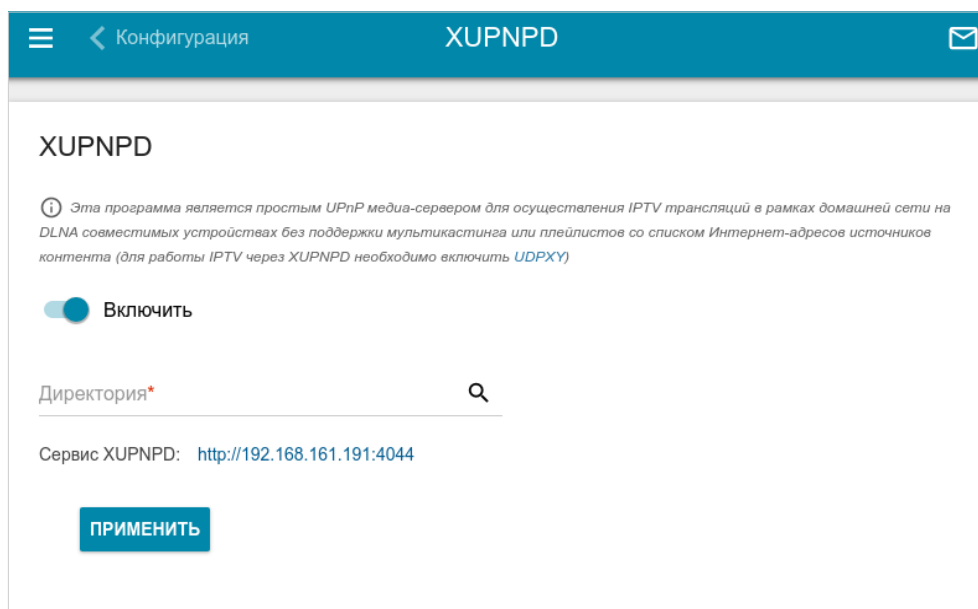 Конфигурация XUPNPD
XUPNPD
Эта программа является простым UPnP медиа-сервером для осуществления IPTV трансляций в рамках домашней сети на
DLNA совместимых устройствах без поддержки мультикастинга или плейлистов со списком Интернет-адресов источников
контента (для работы IPTV через XUPNPD необходимо включить UDPXY)
Включить
Директория*
Сервис XUPNPD: http://192.168.161.191:4044
ПРИМЕНИТЬ